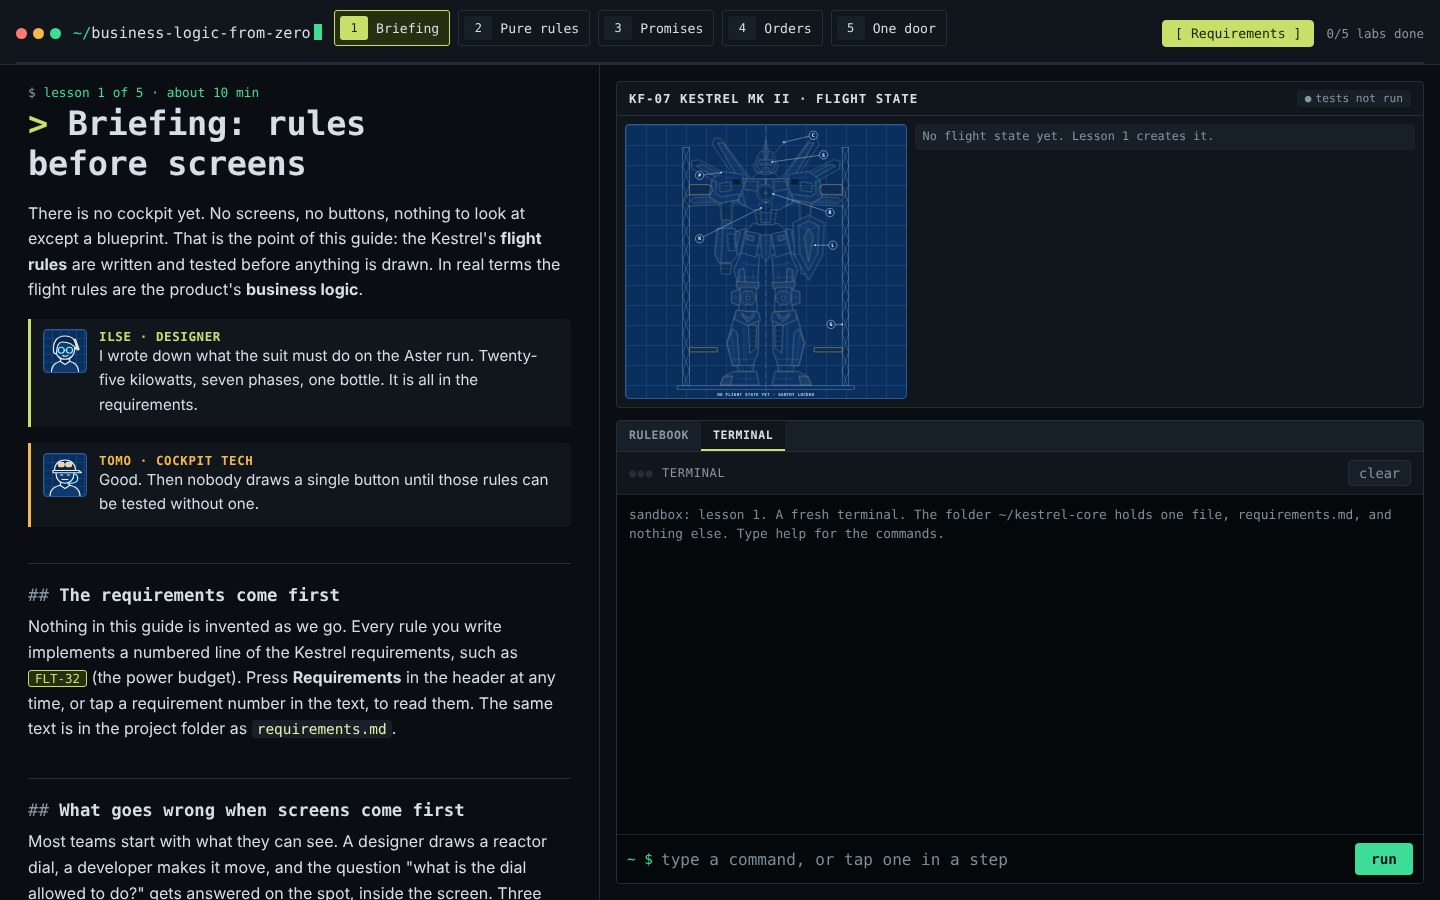 ~/business-logic-from-zero
1 Briefing
2 Pure rules
3 Promises
4 Orders
5 One door
[ Requirements ]
0/5 labs done
$ lesson 1 of 5 · about 10 min
> Briefing: rules
before screens
There is no cockpit yet. No screens, no buttons, nothing to look at
except a blueprint. That is the point of this guide: the Kestrel's flight
rules are written and tested before anything is drawn. In real terms the
flight rules are the product's business logic.
ILSE · DESIGNER
I wrote down what the suit must do on the Aster run. Twenty-
five kilowatts, seven phases, one bottle. It is all in the
requirements.
TOMO · COCKPIT TECH
Good. Then nobody draws a single button until those rules can
be tested without one.
## The requirements come first
Nothing in this guide is invented as we go. Every rule you write
implements a numbered line of the Kestrel requirements, such as
FLT-32 (the power budget). Press Requirements in the header at any
time, or tap a requirement number in the text, to read them. The same
text is in the project folder as requirements.md.
## What goes wrong when screens come first
Most teams start with what they can see. A designer draws a reactor
dial, a developer makes it move, and the question "what is the dial
allowed to do?" gets answered on the spot, inside the screen. Three
KF-07 KESTREL MK II · FLIGHT STATE
● tests not run
NO FLIGHT STATE YET · GANTRY LOCKED
No flight state yet. Lesson 1 creates it.
RULEBOOK
TERMINAL
TERMINAL
clear
sandbox: lesson 1. A fresh terminal. The folder ~/kestrel-core holds one file, requirements.md, and
nothing else. Type help for the commands.
~ $ type a command, or tap one in a step
run